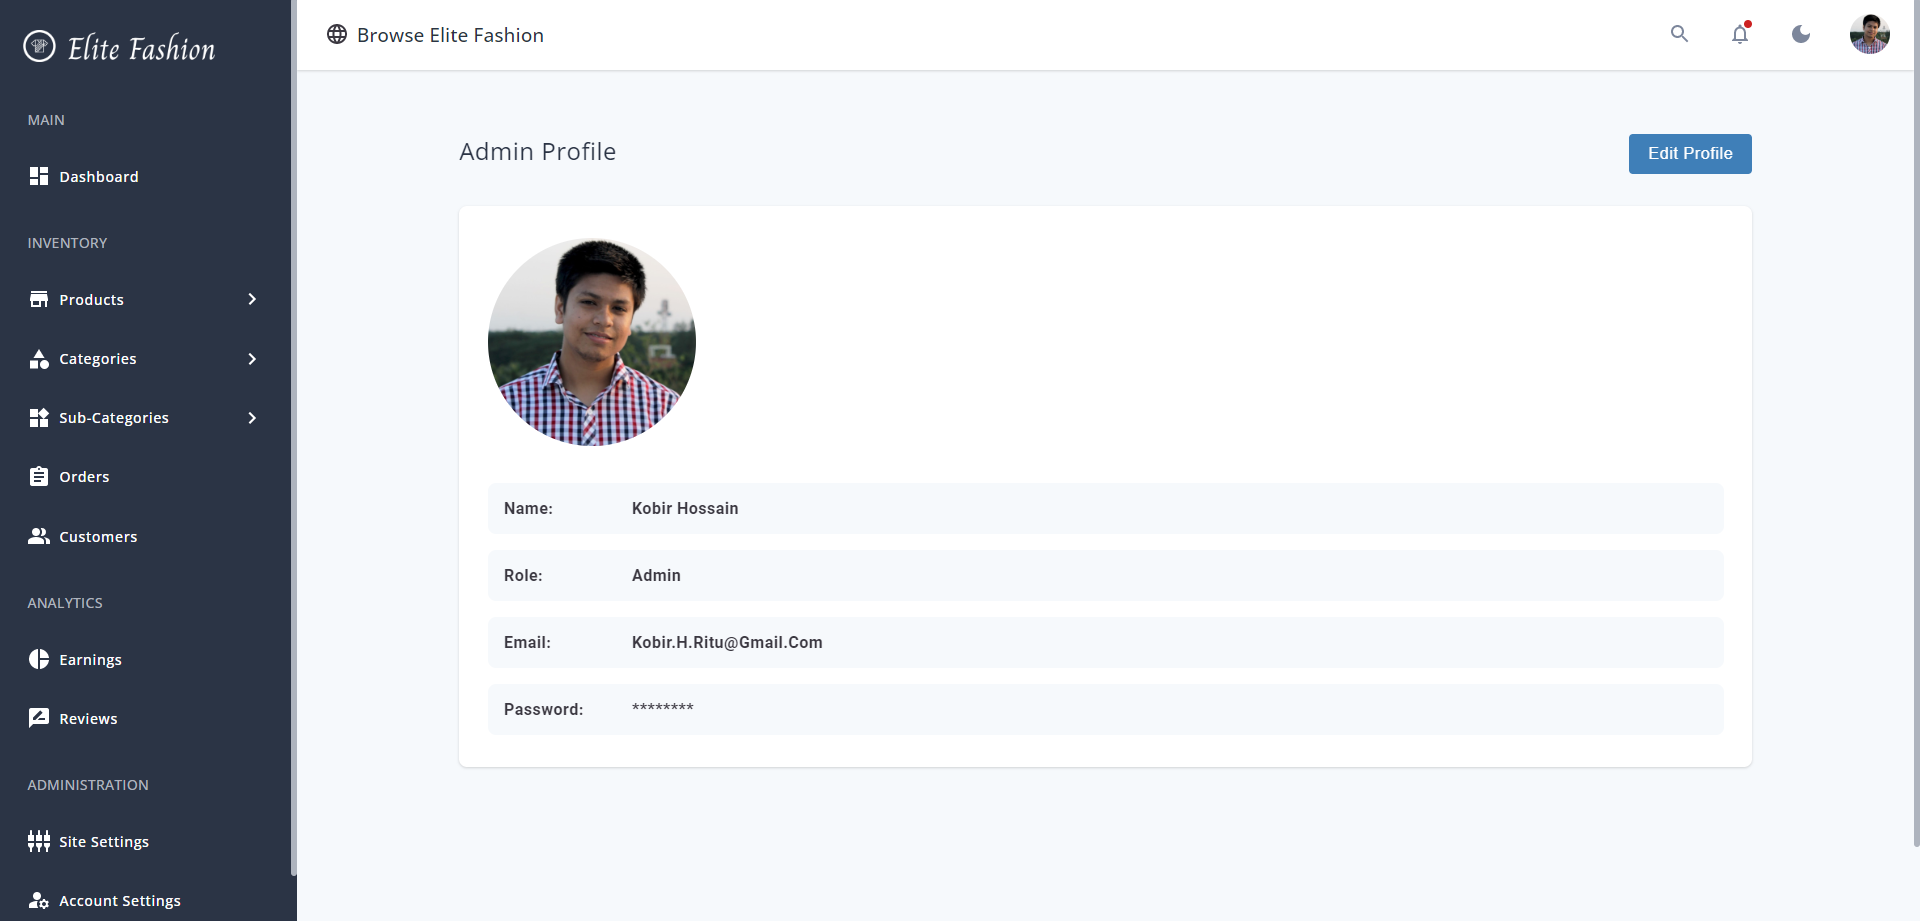 Elite Fashion
Browse Elite Fashion
MAIN
Dashboard
INVENTORY
Products
Categories
Sub-Categories
Orders
Customers
ANALYTICS
Earnings
Reviews
ADMINISTRATION
Site Settings
Account Settings
Admin Profile
Edit Profile
Name: Kobir Hossain
Role: Admin
Email: Kobir.H.Ritu@Gmail.Com
Password: ********